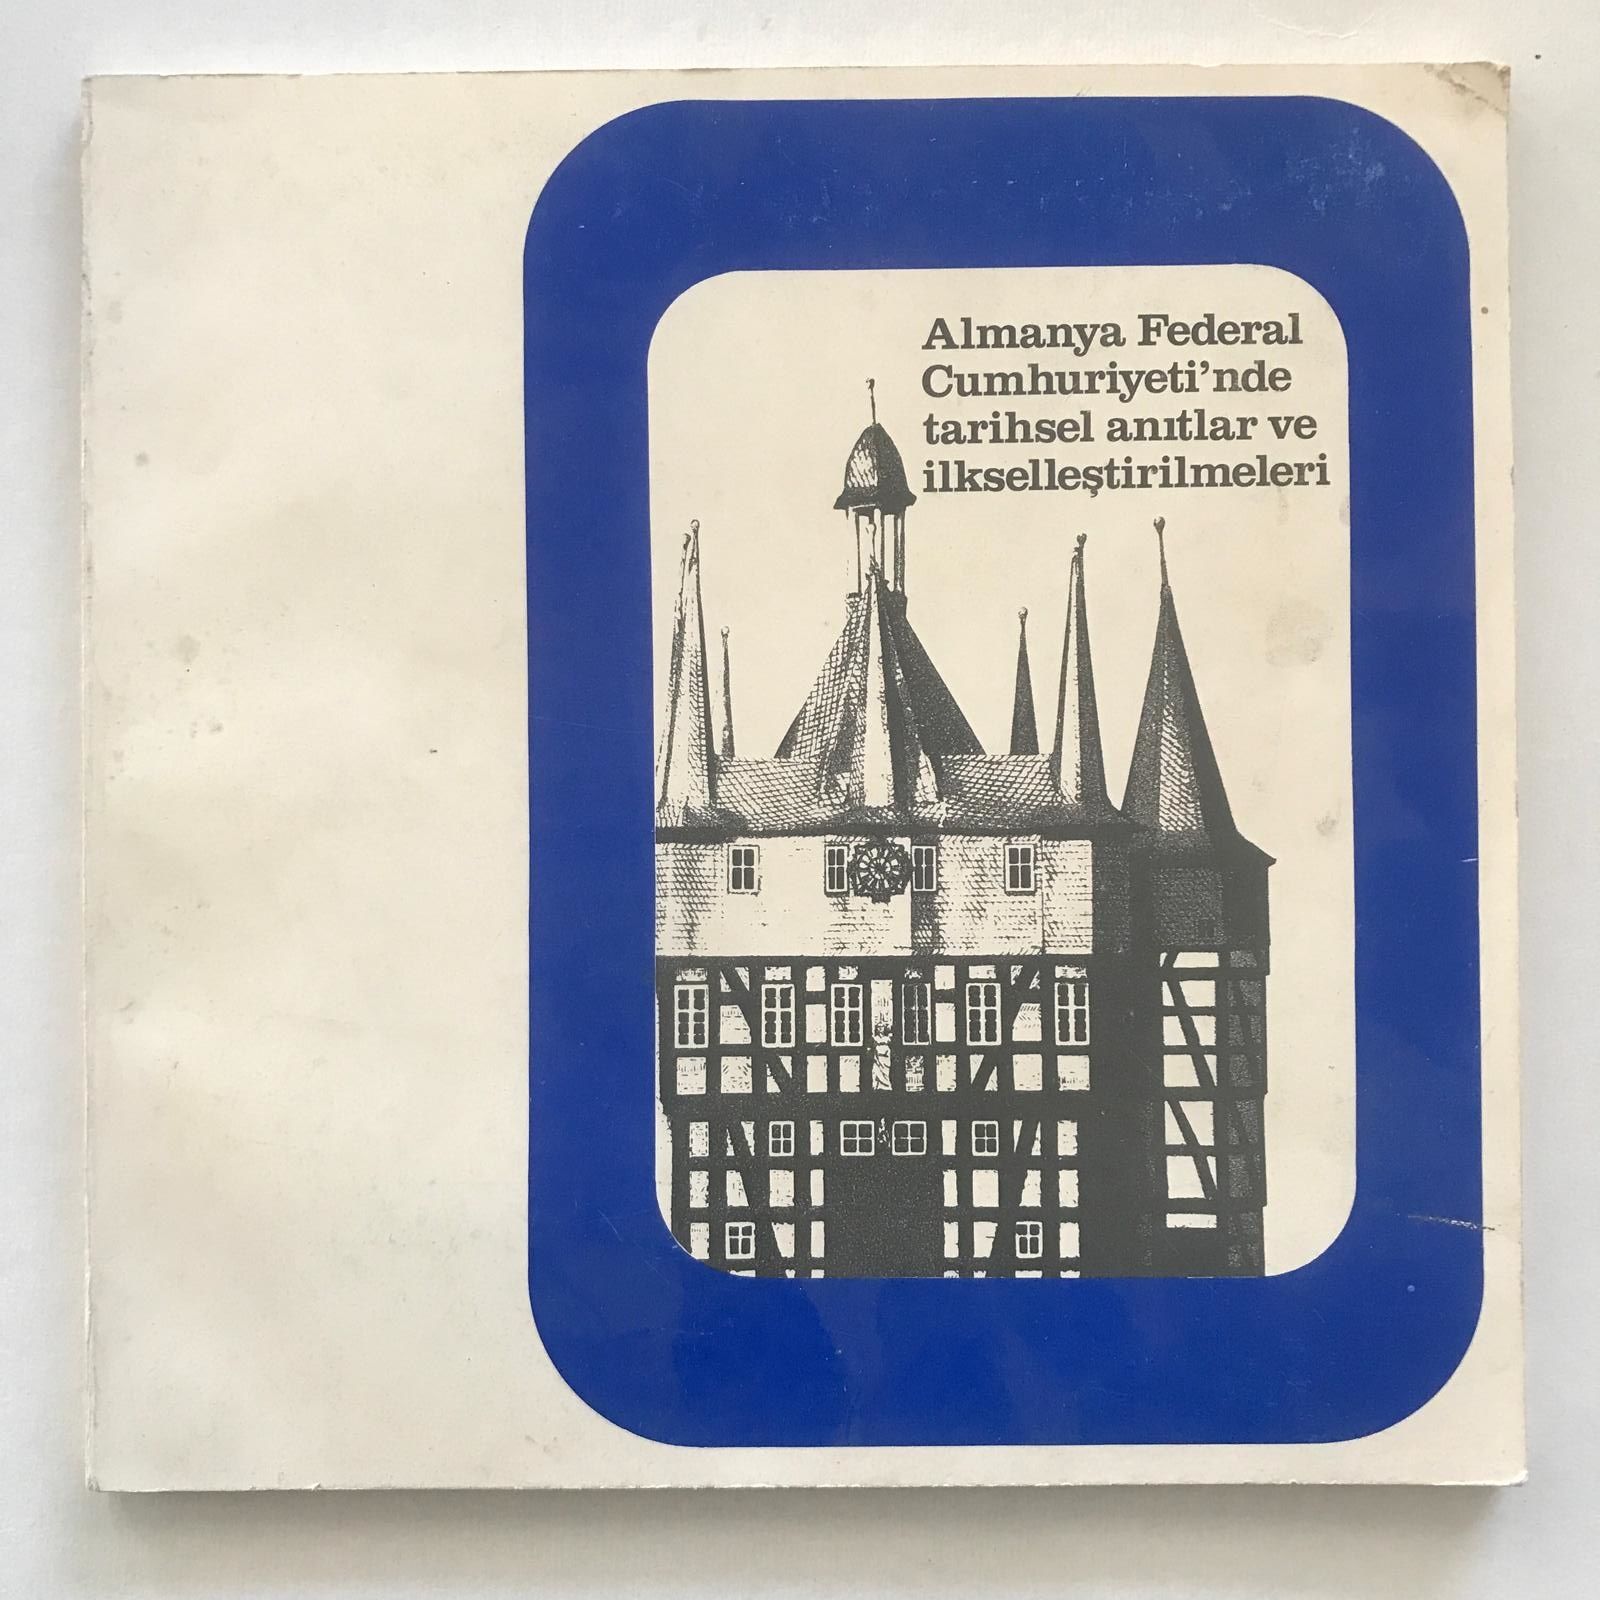 Almanya Federal
Cumhuriyeti'nde
tarihsel anıtlar ve
ilkselleştirilmeleri